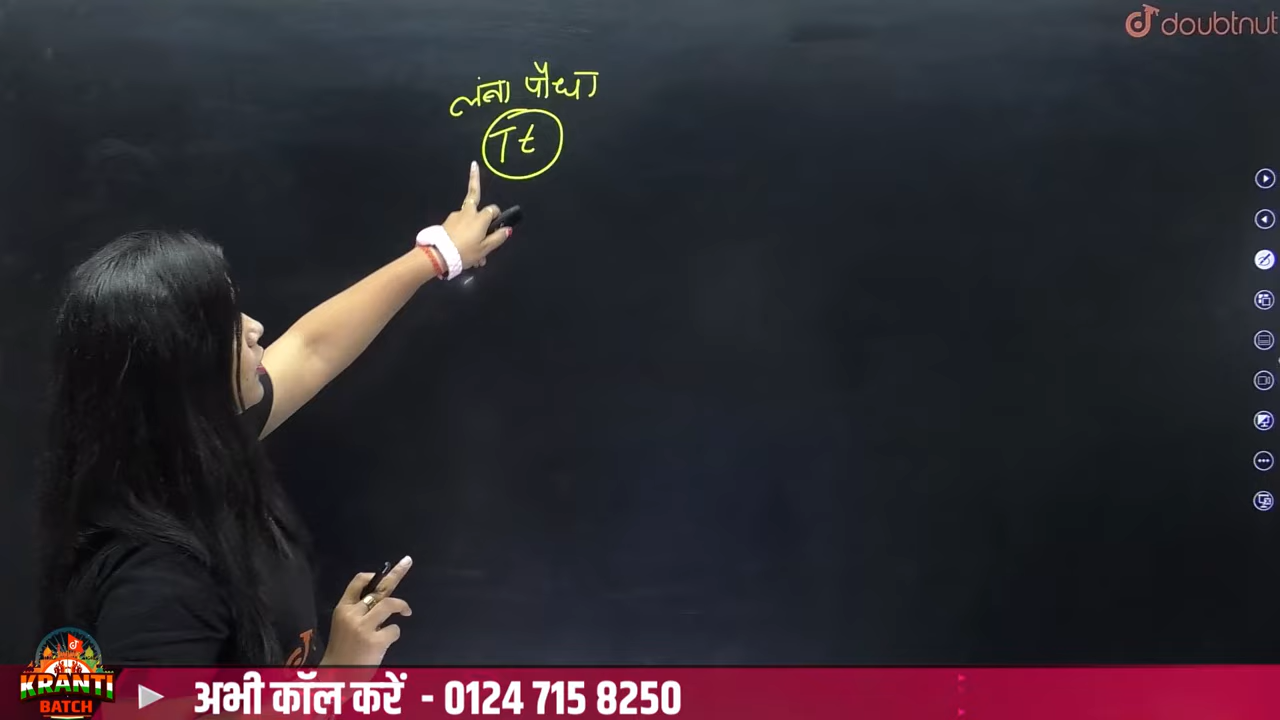 doubtnut
लंबा पौधा
Tt
KRANTI
BATCH
अभी कॉल करें - 0124 715 8250